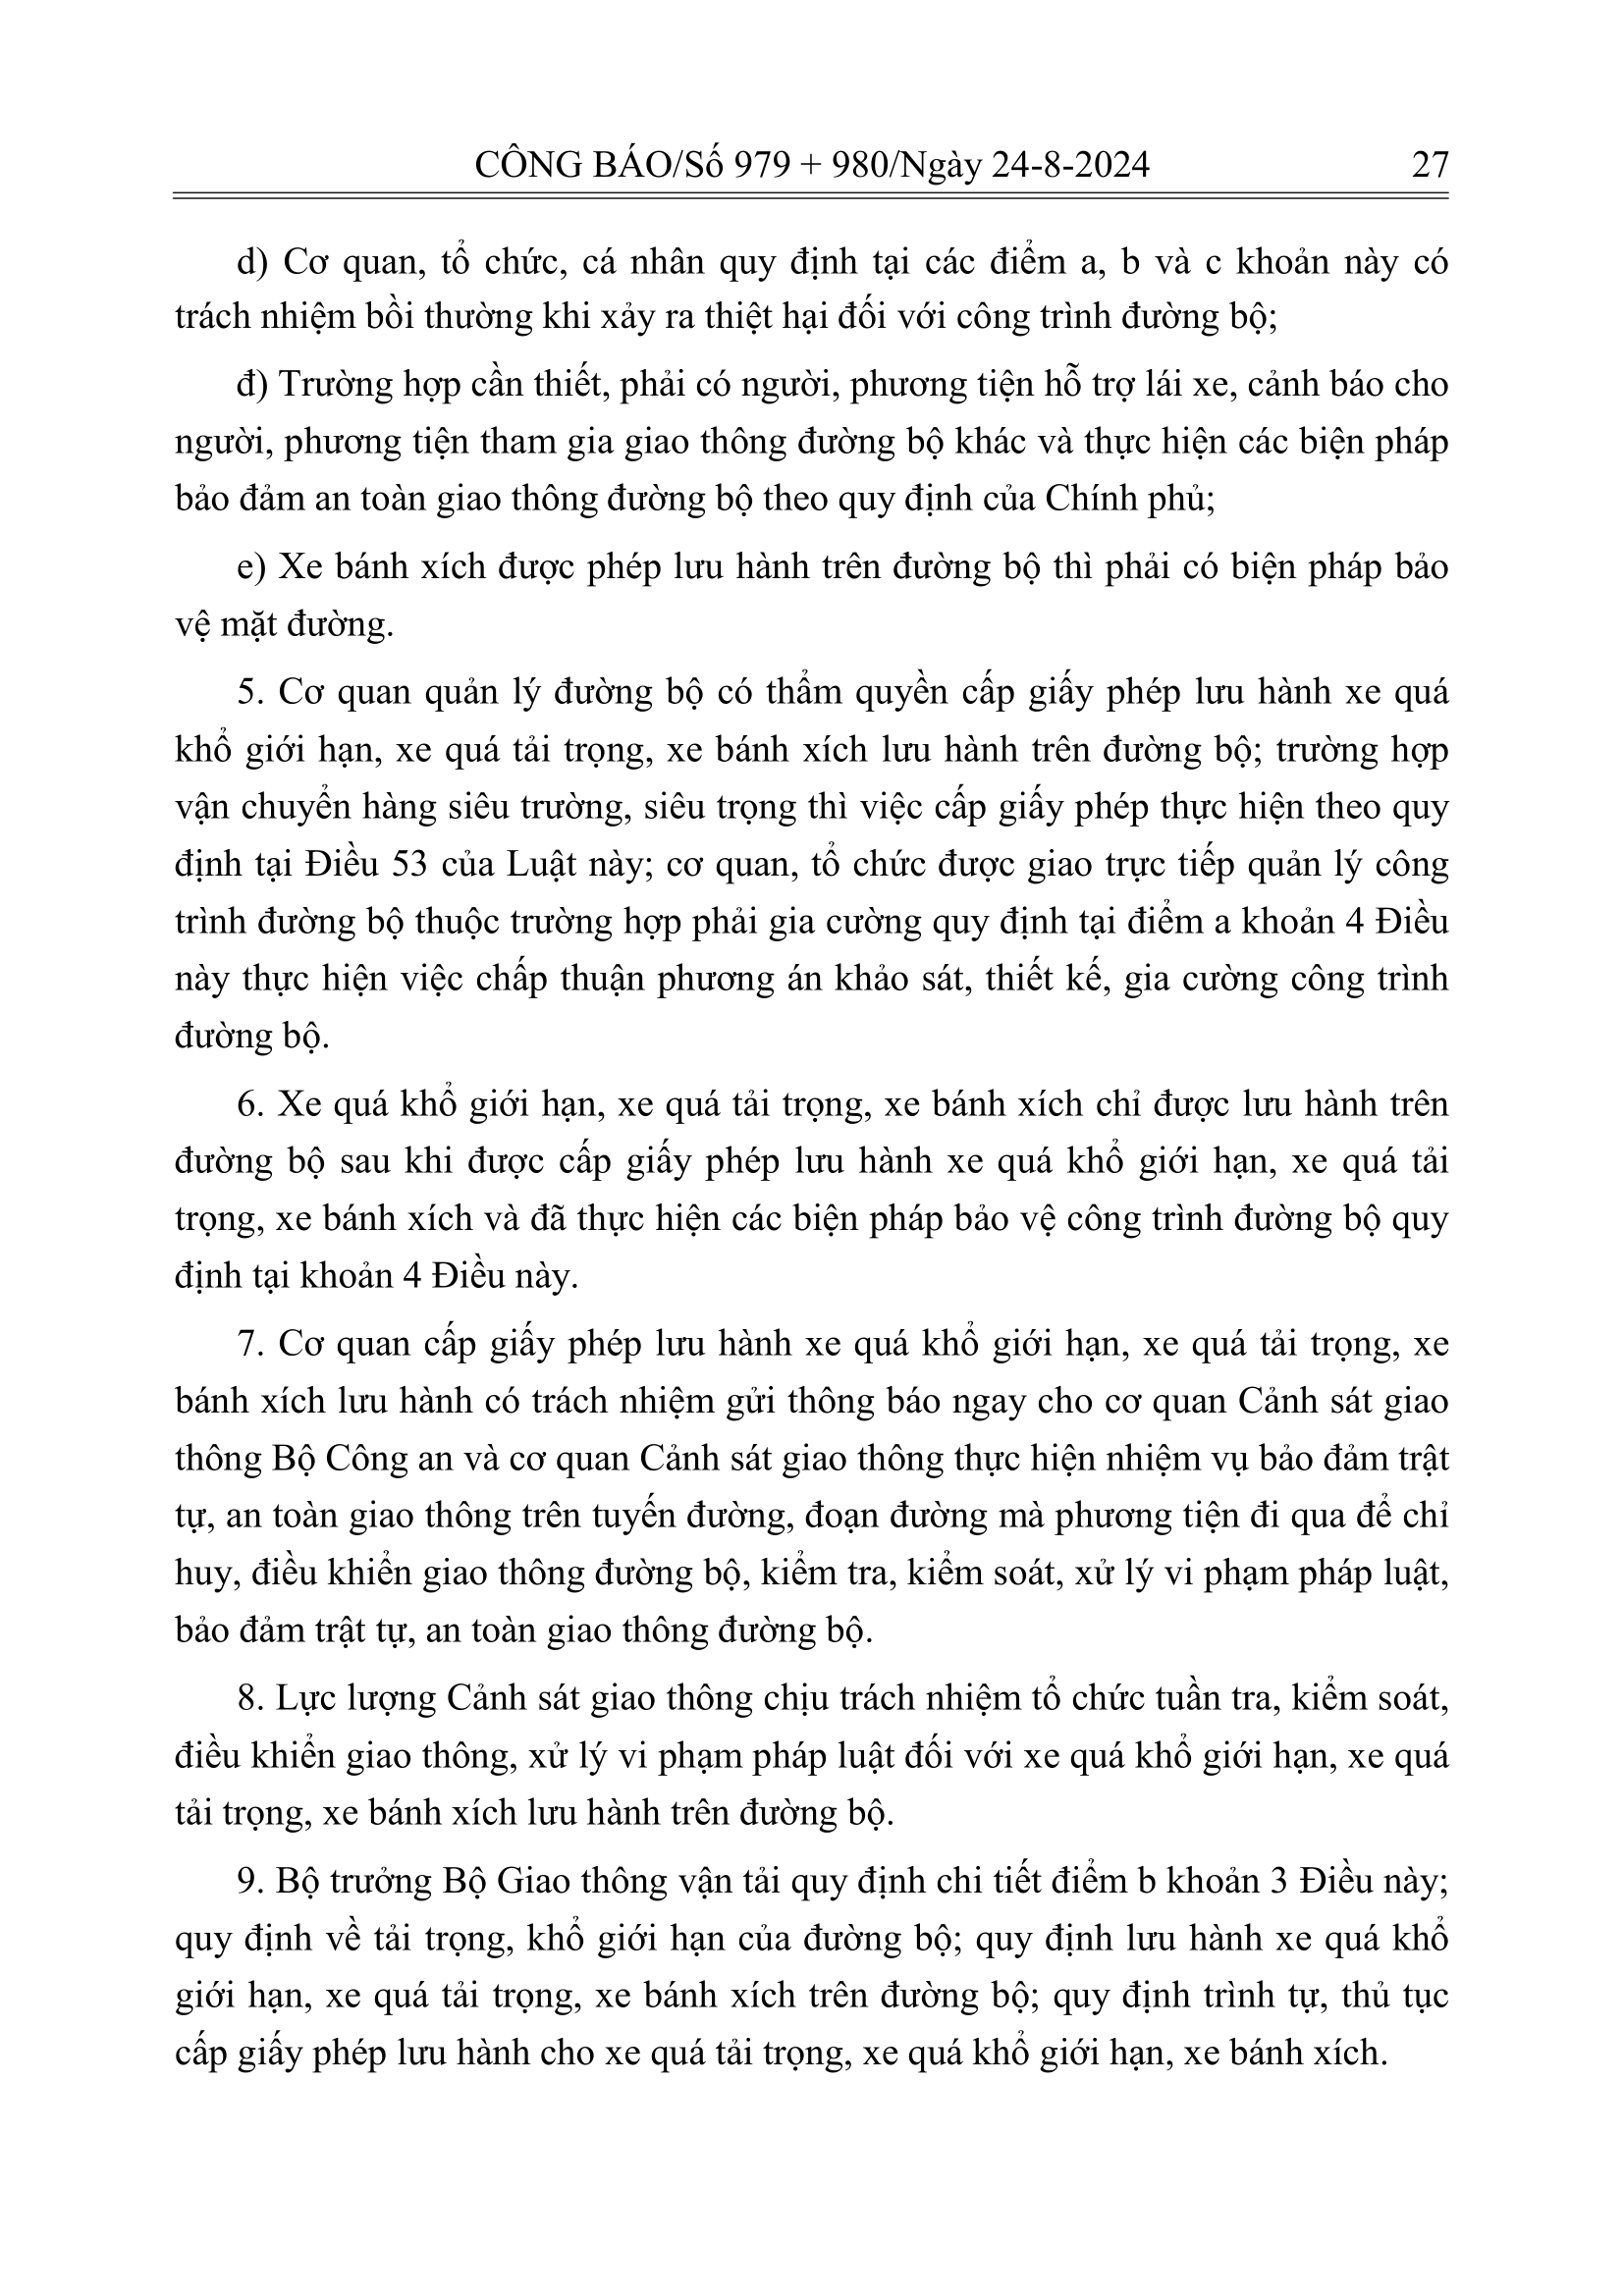 CÔNG BÁO/Số 979 + 980/Ngày 24-8-2024 27
d) Cơ quan, tổ chức, cá nhân quy định tại các điểm a, b và c khoản này có
trách nhiệm bồi thường khi xảy ra thiệt hại đối với công trình đường bộ;
đ) Trường hợp cần thiết, phải có người, phương tiện hỗ trợ lái xe, cảnh báo cho
người, phương tiện tham gia giao thông đường bộ khác và thực hiện các biện pháp
bảo đảm an toàn giao thông đường bộ theo quy định của Chính phủ;
e) Xe bánh xích được phép lưu hành trên đường bộ thì phải có biện pháp bảo
vệ mặt đường.
5. Cơ quan quản lý đường bộ có thẩm quyền cấp giấy phép lưu hành xe quá
khổ giới hạn, xe quá tải trọng, xe bánh xích lưu hành trên đường bộ; trường hợp
vận chuyển hàng siêu trường, siêu trọng thì việc cấp giấy phép thực hiện theo quy
định tại Điều 53 của Luật này; cơ quan, tổ chức được giao trực tiếp quản lý công
trình đường bộ thuộc trường hợp phải gia cường quy định tại điểm a khoản 4 Điều
này thực hiện việc chấp thuận phương án khảo sát, thiết kế, gia cường công trình
đường bộ.
6. Xe quá khổ giới hạn, xe quá tải trọng, xe bánh xích chỉ được lưu hành trên
đường bộ sau khi được cấp giấy phép lưu hành xe quá khổ giới hạn, xe quá tải
trọng, xe bánh xích và đã thực hiện các biện pháp bảo vệ công trình đường bộ quy
định tại khoản 4 Điều này.
7. Cơ quan cấp giấy phép lưu hành xe quá khổ giới hạn, xe quá tải trọng, xe
bánh xích lưu hành có trách nhiệm gửi thông báo ngay cho cơ quan Cảnh sát giao
thông Bộ Công an và cơ quan Cảnh sát giao thông thực hiện nhiệm vụ bảo đảm trật
tự, an toàn giao thông trên tuyến đường, đoạn đường mà phương tiện đi qua để chỉ
huy, điều khiển giao thông đường bộ, kiểm tra, kiểm soát, xử lý vi phạm pháp luật,
bảo đảm trật tự, an toàn giao thông đường bộ.
8. Lực lượng Cảnh sát giao thông chịu trách nhiệm tổ chức tuần tra, kiểm soát,
điều khiển giao thông, xử lý vi phạm pháp luật đối với xe quá khổ giới hạn, xe quá
tải trọng, xe bánh xích lưu hành trên đường bộ.
9. Bộ trưởng Bộ Giao thông vận tải quy định chi tiết điểm b khoản 3 Điều này;
quy định về tải trọng, khổ giới hạn của đường bộ; quy định lưu hành xe quá khổ
giới hạn, xe quá tải trọng, xe bánh xích trên đường bộ; quy định trình tự, thủ tục
cấp giấy phép lưu hành cho xe quá tải trọng, xe quá khổ giới hạn, xe bánh xích.